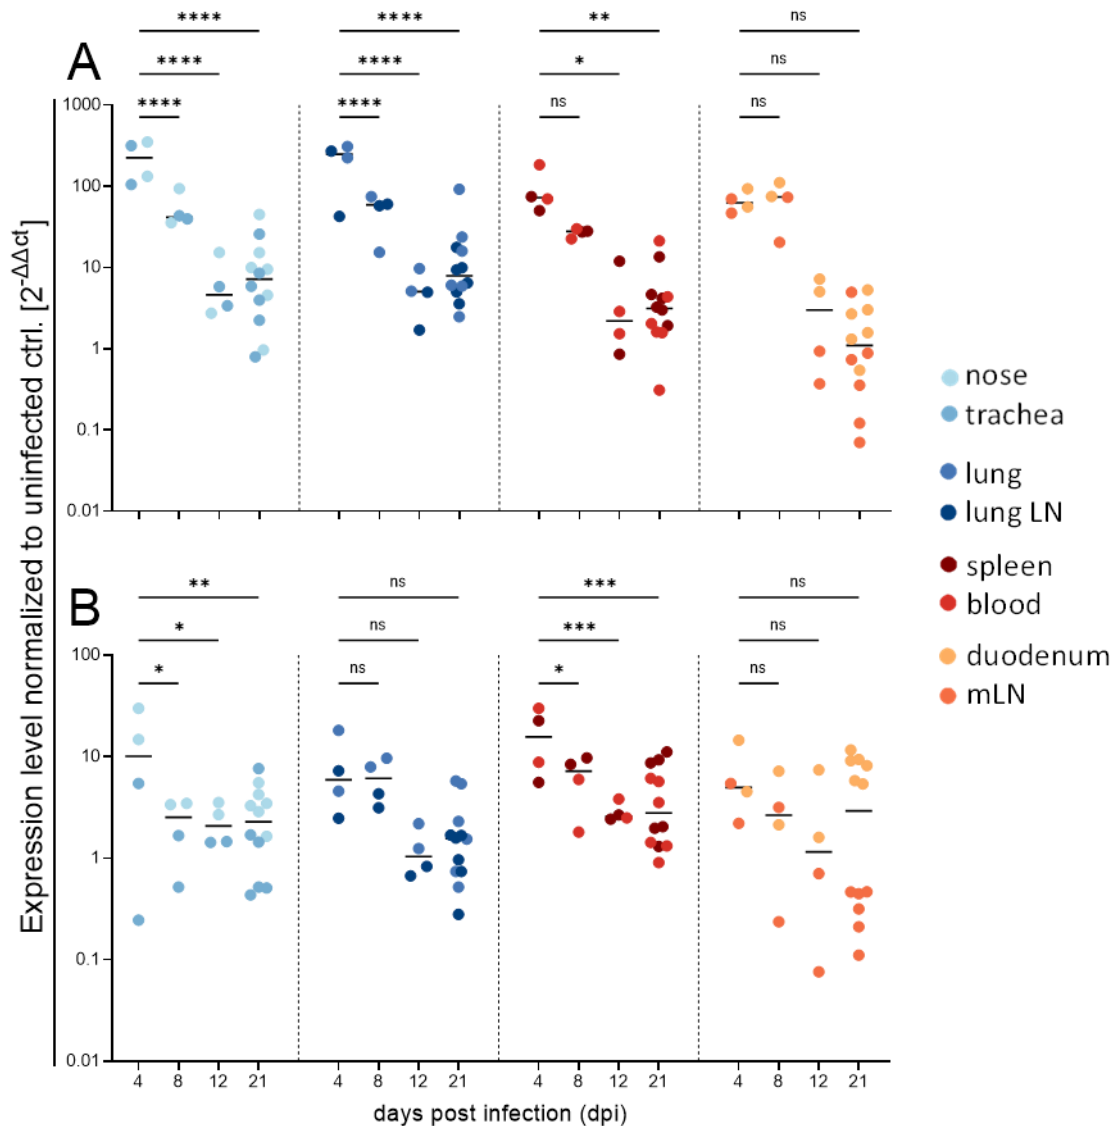 **** **** ** ns
A
**** **** * ns
**** **** ns ns
1000
100
10
1
0.1
0.01
Expression level normalized to uninfected ctrl. [2^-ΔΔct]
nose
trachea
lung
lung LN
spleen
blood
duodenum
mLN
B
** ns *** ns
* ns *** ns
* ns * ns
100
10
1
0.1
0.01
4 8 12 21 4 8 12 21 4 8 12 21 4 8 12 21
days post infection (dpi)